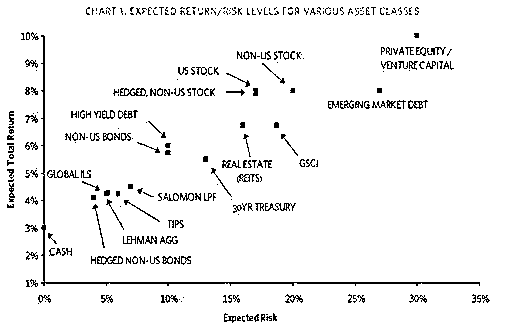 CHART 1. EXPECTED RETURN/RISK LEVELS FOR VARIOUS ASSET CLASSES
Expected Total Return
10%
9%
8%
7%
6%
5%
4%
3%
2%
1%
PRIVATE EQUITY /
VENTURE CAPITAL
NON-US STOCK
US STOCK
HEDGED, NON-US STOCK
EMERGING MARKET DEBT
HIGH YIELD DEBT
NON-US BONDS
REAL ESTATE
(REITS)
GSCI
GLOBAL ILS
SALOMON LPF
30YR TREASURY
TIPS
LEHMAN AGG
CASH
HEDGED NON-US BONDS
0%
5%
10%
15%
20%
25%
30%
35%
Expected Risk